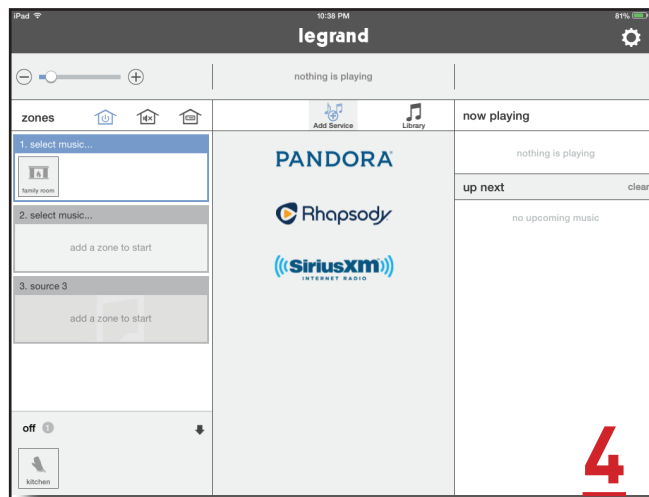 iPad 10:38 PM 81%
legrand
nothing is playing
zones
Add Service
Library
now playing
1. select music...
family room
nothing is playing
up next clear
2. select music...
add a zone to start
no upcoming music
3. source 3
add a zone to start
PANDORA
Rhapsody
((SiriusXM))
INTERNET RADIO
off 1
kitchen
4